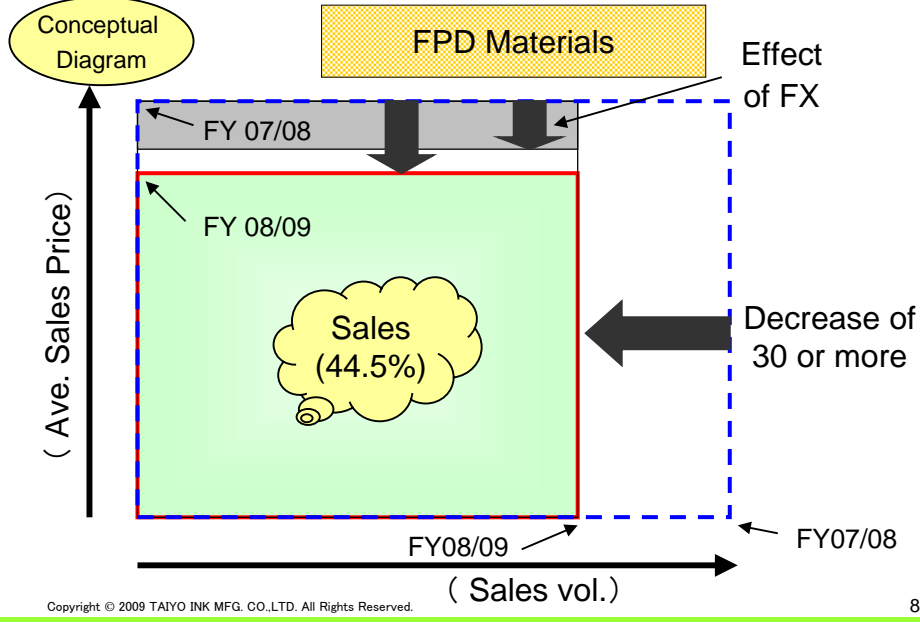 Conceptual
Diagram
FPD Materials
Effect
of FX
FY 07/08
FY 08/09
( Ave. Sales Price)
Sales
(44.5%)
Decrease of
30 or more
FY08/09
FY07/08
( Sales vol.)
Copyright © 2009 TAIYO INK MFG. CO.,LTD. All Rights Reserved.
8